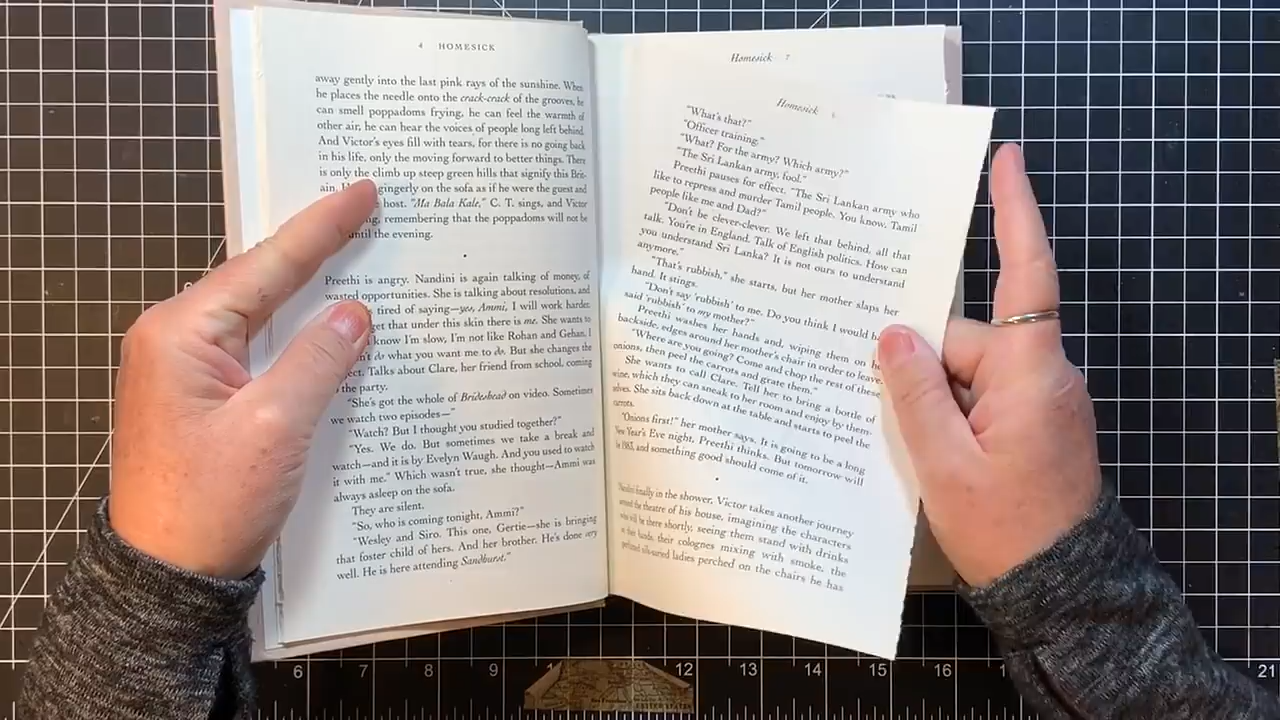 4 HOMESICK
away gently into the last pink rays of the sunshine. When
he places the needle onto the crack-crack of the grooves, he
can smell poppadoms frying, he can feel the warmth of
other air, he can hear the voices of people long left behind.
And Victor's eyes fill with tears, for there is no going back
in his life, only the moving forward to better things. There
is only the climb up steep green hills that signify this Brit-
ain. gingerly on the sofa as if he were the guest and
host. "Ma Bala Kale," C. T. sings, and Victor
remembering that the poppadoms will not be
until the evening.
Preethi is angry. Nandini is again talking of money, of
wasted opportunities. She is talking about resolutions, and
tired of saying—yes, Ammi, I will work harder,
that under this skin there is me. She wants to
know I'm slow, I'm not like Rohan and Gehan. I
do what you want me to do. But she changes the
Talks about Clare, her friend from school, coming
the party.
"She's got the whole of Brideshead on video. Sometimes
we watch two episodes—"
"Watch? But I thought you studied together?"
"Yes. We do. But sometimes we take a break and
watch—and it is by Evelyn Waugh. And you used to watch
it with me." Which wasn't true, she thought—Ammi was
always asleep on the sofa.
They are silent.
"So, who is coming tonight, Ammi?"
"Wesley and Siro. This one, Gertie—she is bringing
that foster child of hers. And her brother. He's done very
well. He is here attending Sandhurst."
Homesick 7
Homesick
"What's that?"
"Officer training."
"What? For the army? Which army?"
"The Sri Lankan army, fool."
Preethi pauses for effect. "The Sri Lankan army who
like to repress and murder Tamil people. You know, Tamil
people like me and Dad?"
"Don't be clever-clever. We left that behind, all that
talk. You're in England. Talk of English politics. How can
you understand Sri Lanka? It is not ours to understand
anymore."
"That's rubbish," she starts, but her mother slaps her
hand. It stings.
"Don't say 'rubbish' to me. Do you think I would
said 'rubbish' to my mother?"
Preethi washes her hands and, wiping them on
backside, edges around her mother's chair in order to leave.
"Where are you going? Come and chop the rest of these
onions, then peel the carrots and grate them."
She wants to call Clare. Tell her to bring a bottle of
wine, which they can sneak to her room and enjoy by them-
selves. She sits back down at the table and starts to peel the
carrots.
"Onions first!" her mother says. It is going to be a long
New Year's Eve night, Preethi thinks. But tomorrow will
be 1983, and something good should come of it.
Nandini finally in the shower, Victor takes another journey
around the theatre of his house, imagining the characters
who will be there shortly, seeing them stand with drinks
in their hands, their colognes mixing with smoke, the
perfumed silk-saried ladies perched on the chairs he has
6 7 8 9 10 12 13 14 15 16 21
UNITED STATES